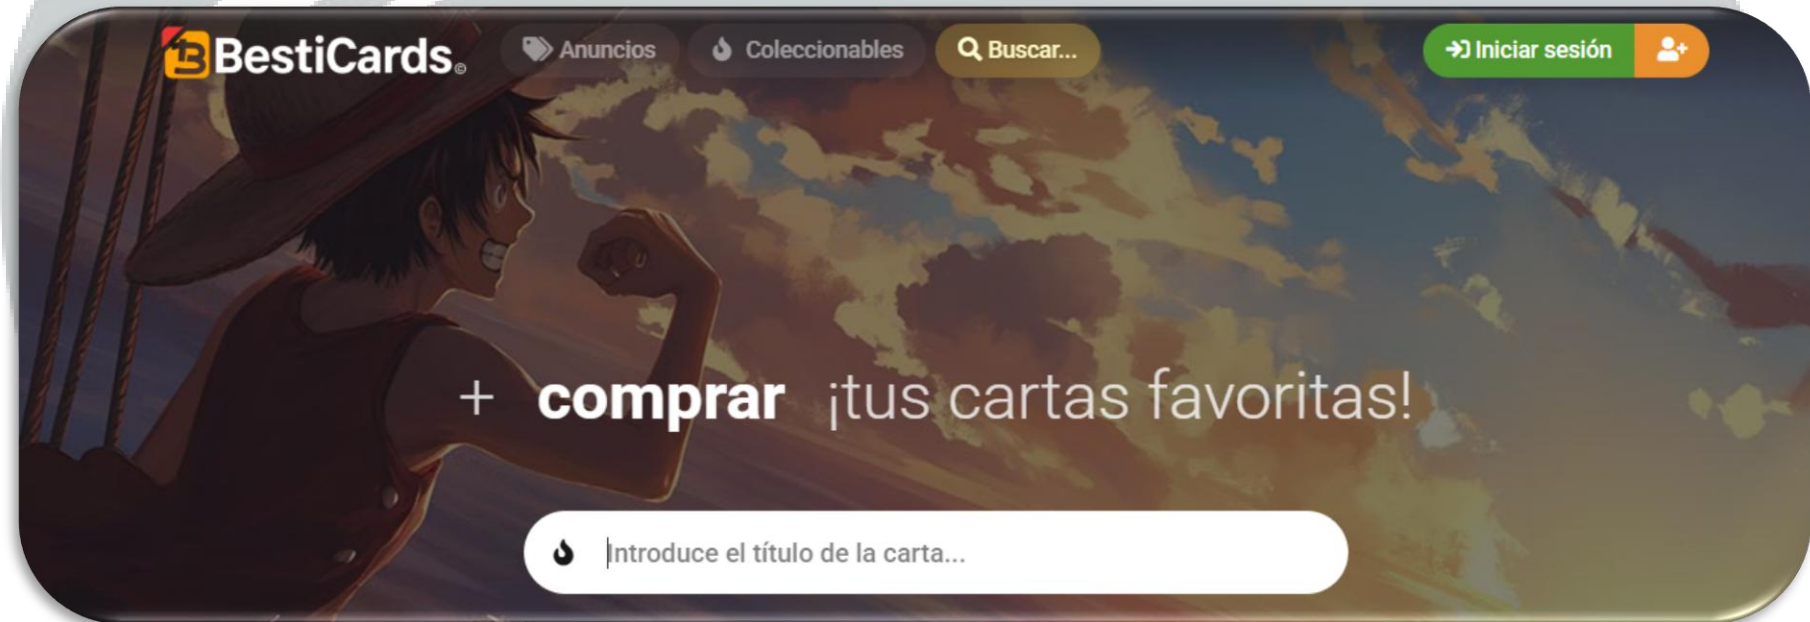 BestiCards© Anuncios Coleccionables Buscar... Iniciar sesión
+ comprar ¡tus cartas favoritas!
Introduce el título de la carta...